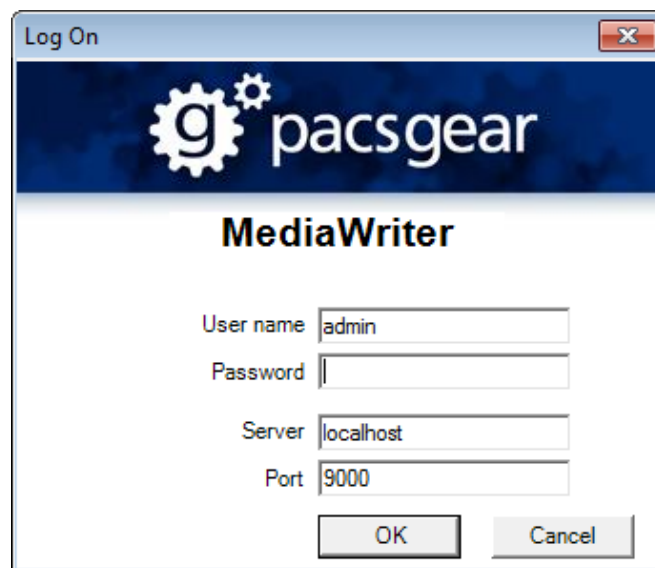 Log On
g pacsgear
MediaWriter
User name admin
Password
Server localhost
Port 9000
OK Cancel